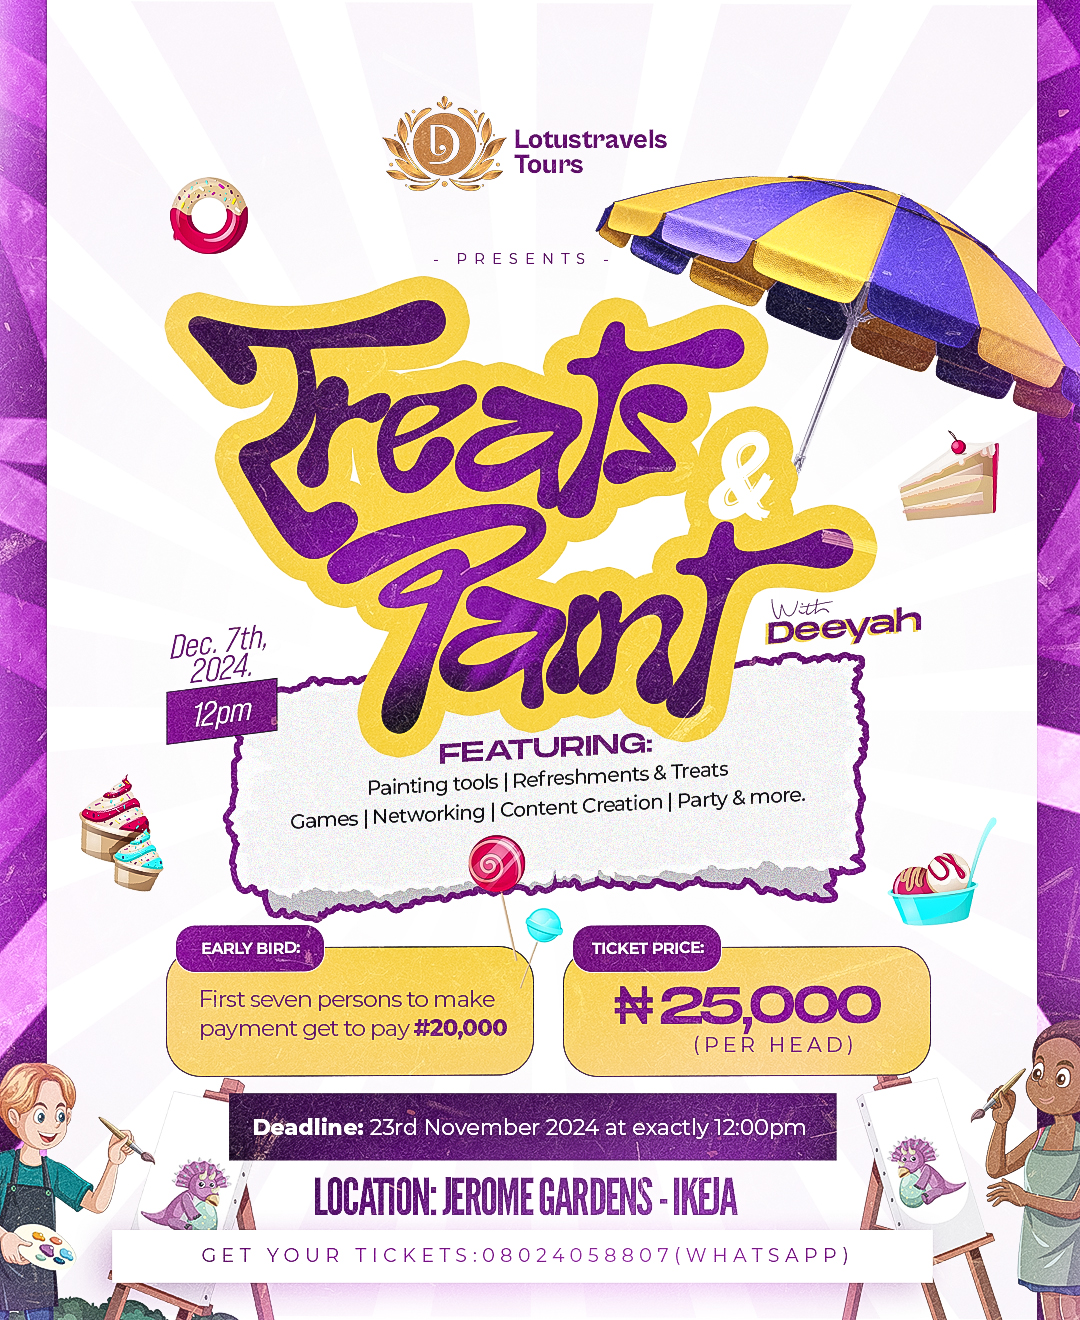 D
Lotustravels
Tours
- PRESENTS -
Treats
&
Paint
With
Deeyah
Dec. 7th,
2024.
12pm
FEATURING:
Painting tools | Refreshments & Treats
Games | Networking | Content Creation | Party & more.
EARLY BIRD:
First seven persons to make
payment get to pay #20,000
TICKET PRICE:
₦25,000
(PER HEAD)
Deadline: 23rd November 2024 at exactly 12:00pm
LOCATION: JEROME GARDENS - IKEJA
GET YOUR TICKETS:08024058807(WHATSAPP)